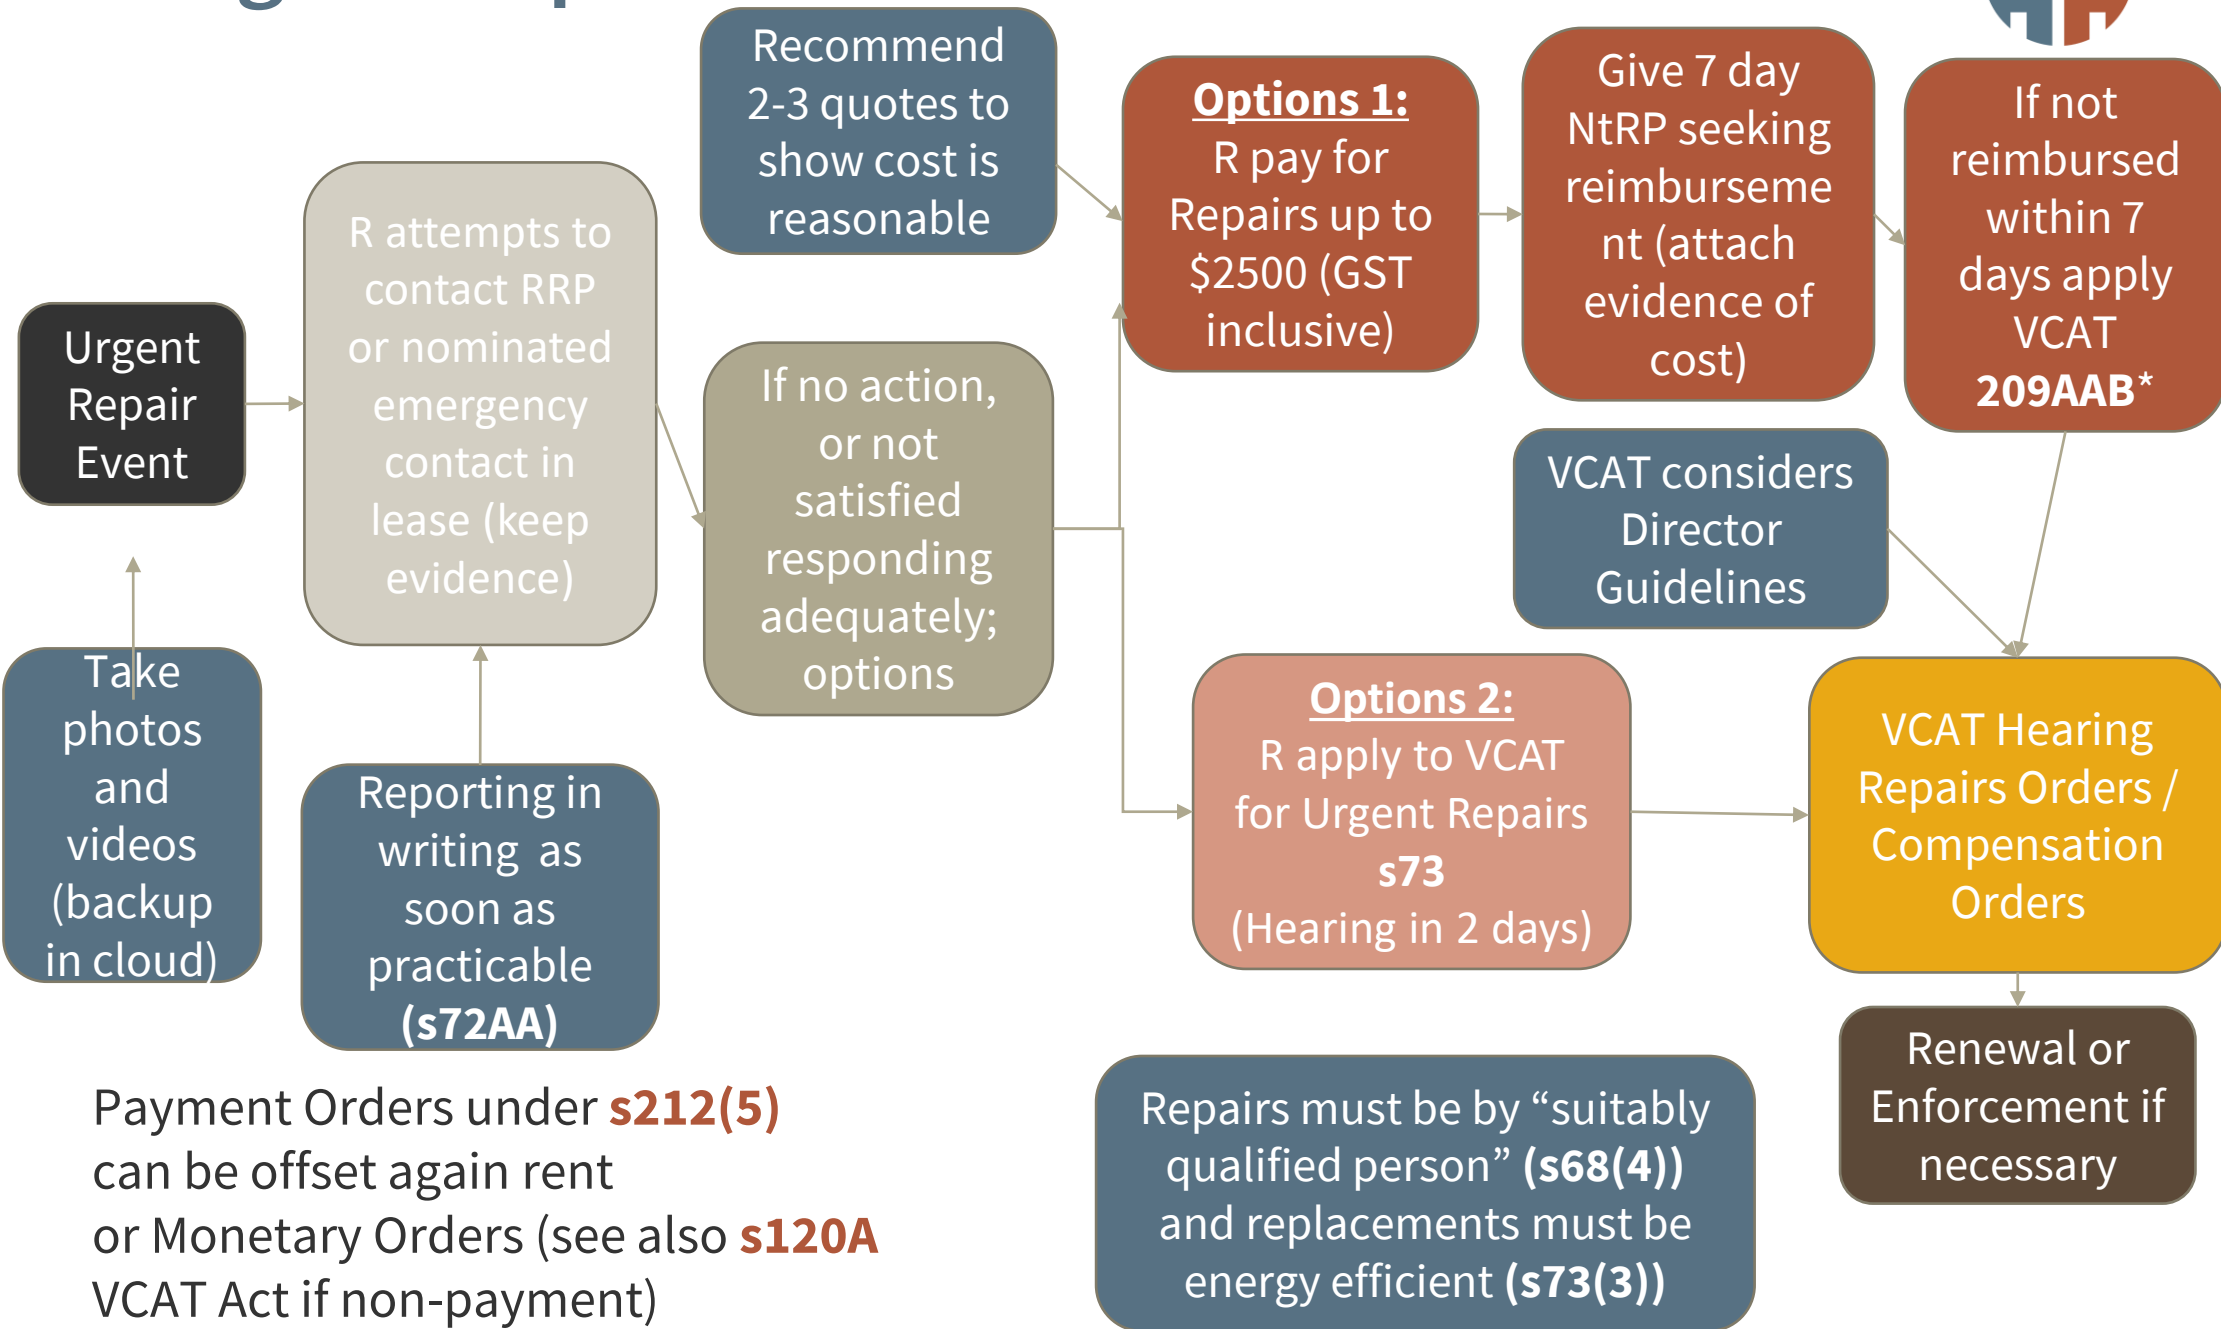 Urgent
Repair
Event
Take
photos
and
videos
(backup
in cloud)
R attempts to
contact RRP
or nominated
emergency
contact in
lease (keep
evidence)
Reporting in
writing as
soon as
practicable
(s72AA)
Recommend
2-3 quotes to
show cost is
reasonable
If no action,
or not
satisfied
responding
adequately;
options
Options 1:
R pay for
Repairs up to
$2500 (GST
inclusive)
Give 7 day
NtRP seeking
reimburseme
nt (attach
evidence of
cost)
If not
reimbursed
within 7
days apply
VCAT
209AAB*
VCAT considers
Director
Guidelines
Options 2:
R apply to VCAT
for Urgent Repairs
s73
(Hearing in 2 days)
VCAT Hearing
Repairs Orders /
Compensation
Orders
Renewal or
Enforcement if
necessary
Payment Orders under s212(5)
can be offset again rent
or Monetary Orders (see also s120A
VCAT Act if non-payment)
Repairs must be by “suitably
qualified person” (s68(4))
and replacements must be
energy efficient (s73(3))